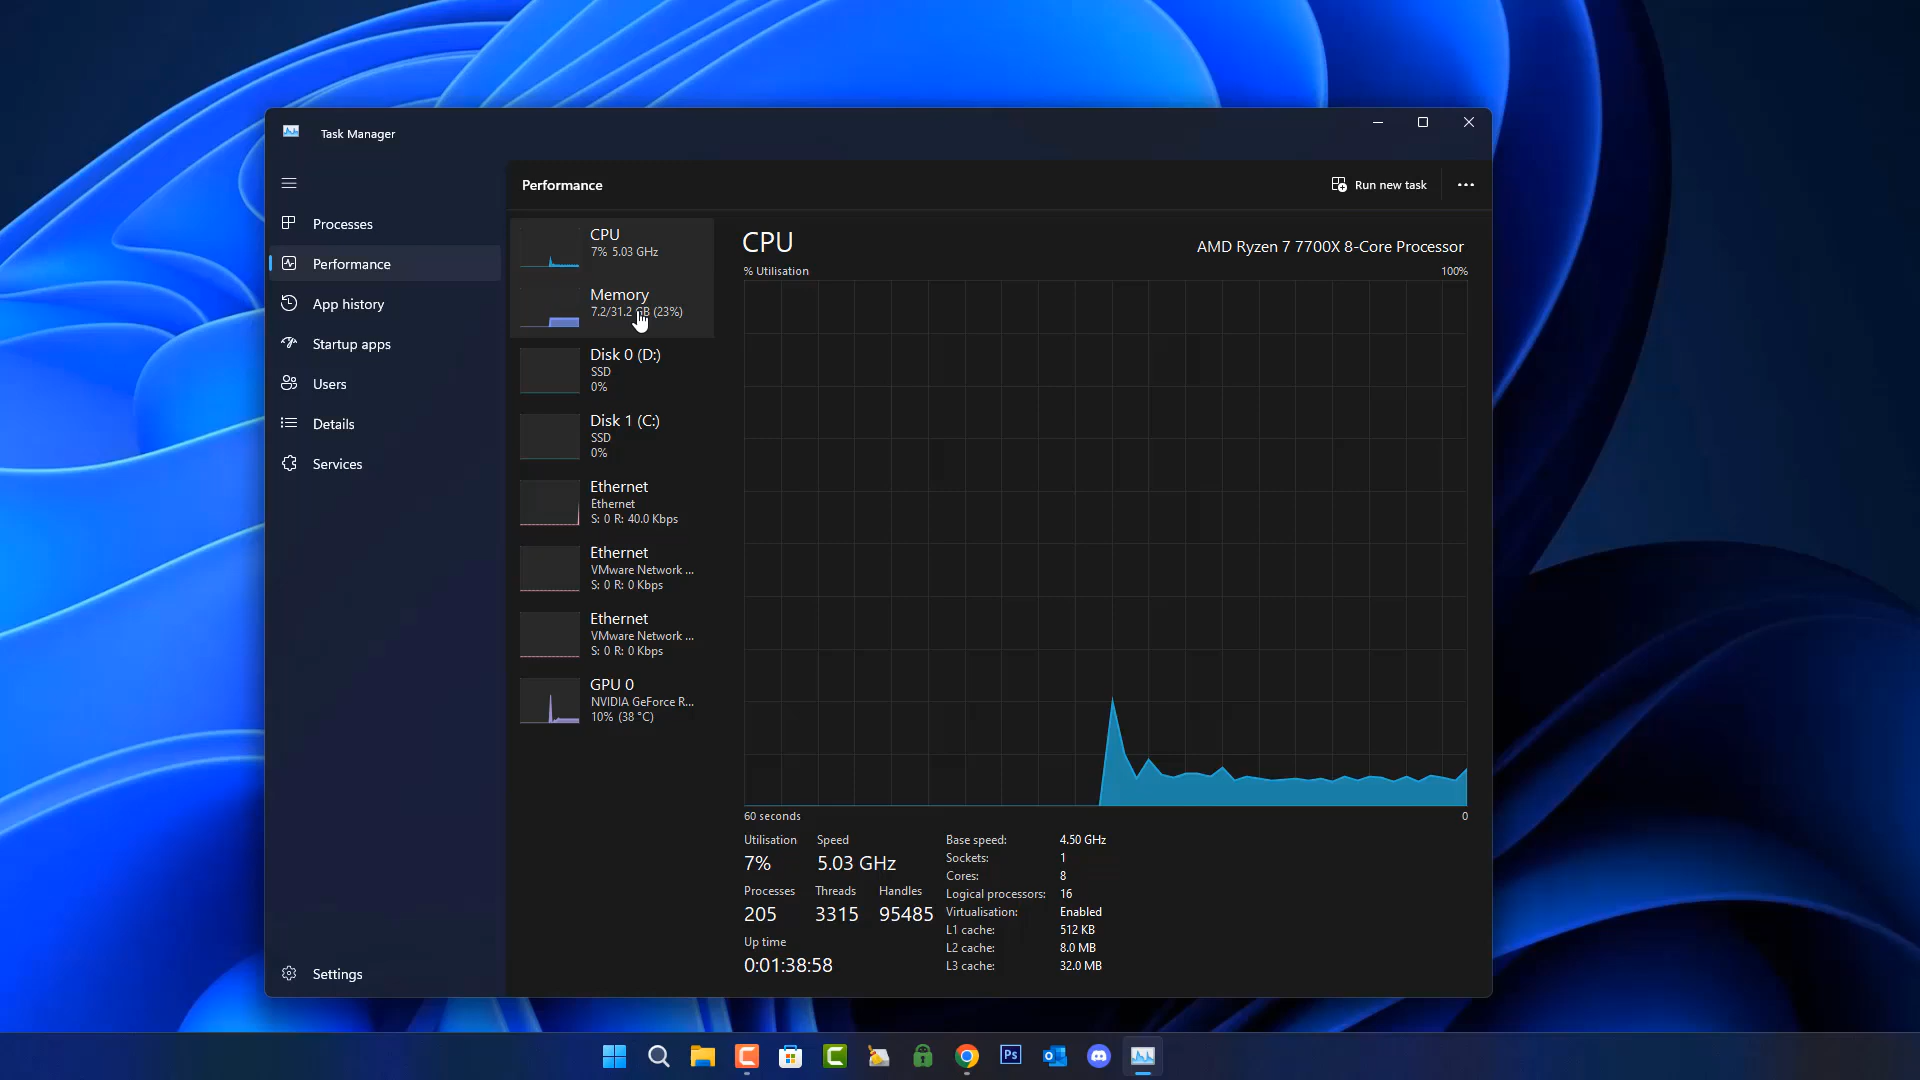 Task Manager
Processes
Performance
App history
Startup apps
Users
Details
Services
Settings
Performance
Run new task
CPU
7% 5.03 GHz
Memory
7.2/31.2 GB (23%)
Disk 0 (D:)
SSD
0%
Disk 1 (C:)
SSD
0%
Ethernet
Ethernet
S: 0 R: 40.0 Kbps
Ethernet
VMware Network ...
S: 0 R: 0 Kbps
Ethernet
VMware Network ...
S: 0 R: 0 Kbps
GPU 0
NVIDIA GeForce R...
10% (38 °C)
CPU
AMD Ryzen 7 7700X 8-Core Processor
% Utilisation
100%
60 seconds
0
Utilisation
Speed
7%
5.03 GHz
Processes
Threads
Handles
205
3315
95485
Up time
0:01:38:58
Base speed:
4.50 GHz
Sockets:
1
Cores:
8
Logical processors:
16
Virtualisation:
Enabled
L1 cache:
512 KB
L2 cache:
8.0 MB
L3 cache:
32.0 MB
Ps